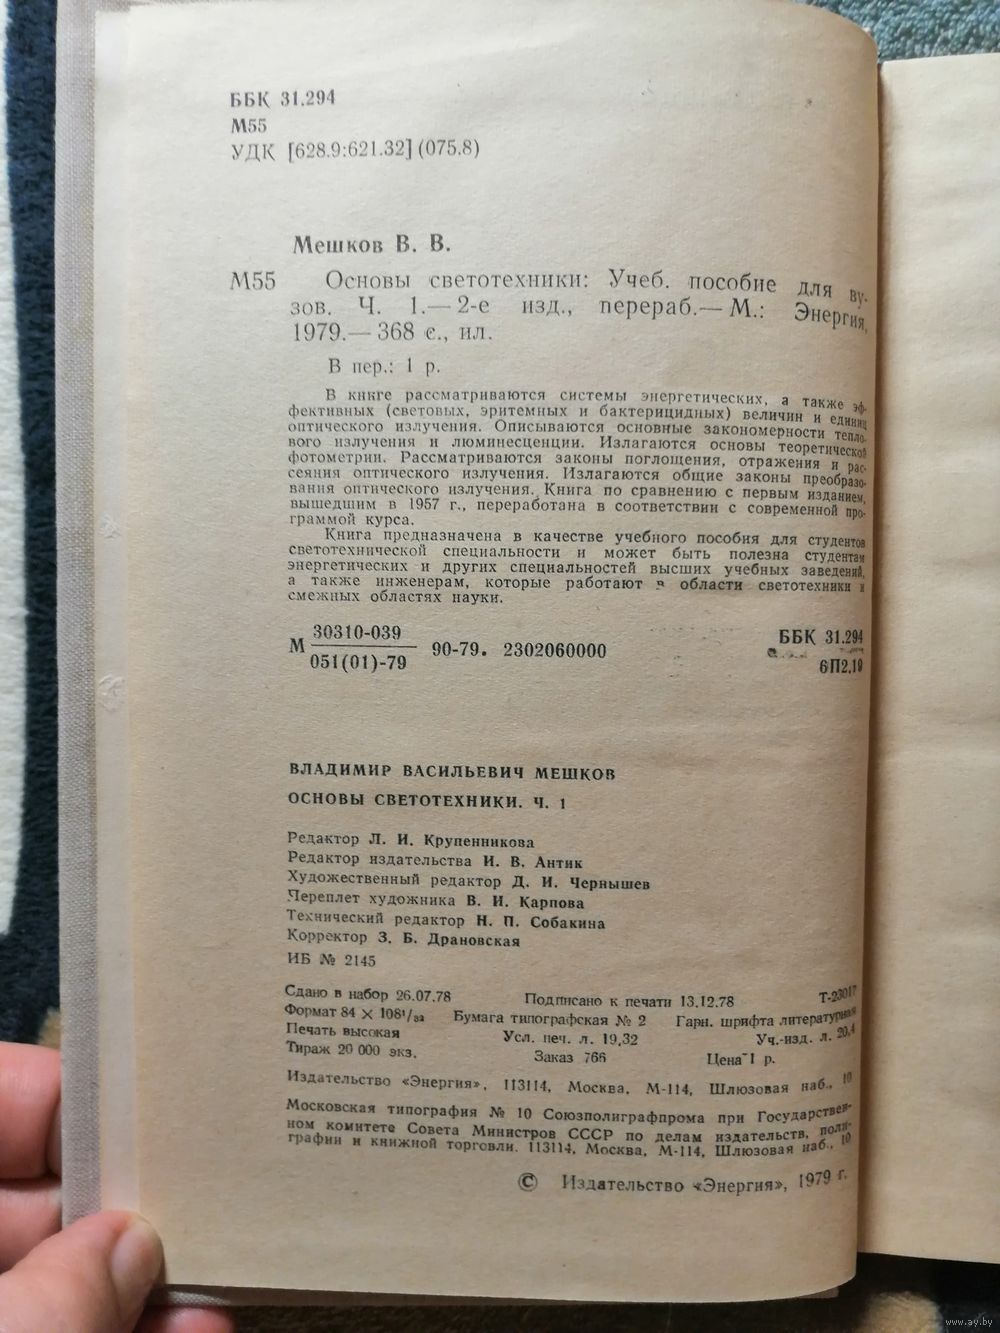 ББК 31.294
М55
УДК [628.9:621.32] (075.8)
Мешков В. В.
М55 Основы светотехники: Учеб. пособие для ву-
зов. Ч. 1.— 2-е изд., перераб.— М.: Энергия,
1979.— 368 с., ил.
В пер.: 1 р.
В книге рассматриваются системы энергетических, а также эф-
фективных (световых, эритемных и бактерицидных) величин и единиц
оптического излучения. Описываются основные закономерности тепло-
вого излучения и люминесценции. Излагаются основы теоретической
фотометрии. Рассматриваются законы поглощения, отражения и рас-
сеяния оптического излучения. Излагаются общие законы преобразо-
вания оптического излучения. Книга по сравнению с первым изданием,
вышедшим в 1957 г., переработана в соответствии с современной про-
граммой курса.
Книга предназначена в качестве учебного пособия для студентов
светотехнической специальности и может быть полезна студентам
энергетических и других специальностей высших учебных заведений,
а также инженерам, которые работают в области светотехники и
смежных областях науки.
М 30310-039
051(01)-79 90-79. 2302060000
ББК 31.294
6П2.19
ВЛАДИМИР ВАСИЛЬЕВИЧ МЕШКОВ
ОСНОВЫ СВЕТОТЕХНИКИ. Ч. 1
Редактор Л. И. Крупенникова
Редактор издательства И. В. Антик
Художественный редактор Д. И. Чернышев
Переплет художника В. И. Карпова
Технический редактор Н. П. Собакина
Корректор З. Б. Драновская
ИБ № 2145
Сдано в набор 26.07.78 Подписано к печати 13.12.78 Т-23017
Формат 84 × 108¹/₃₂ Бумага типографская № 2 Гарн. шрифта литературная
Печать высокая Усл. печ. л. 19,32 Уч.-изд. л. 20,4
Тираж 20 000 экз. Заказ 766 Цена 1 р.
Издательство «Энергия», 113114, Москва, М-114, Шлюзовая наб., 10
Московская типография № 10 Союзполиграфпрома при Государствен-
ном комитете Совета Министров СССР по делам издательств, поли-
графии и книжной торговли. 113114, Москва, М-114, Шлюзовая наб., 10
© Издательство «Энергия», 1979 г.
www.ay.by